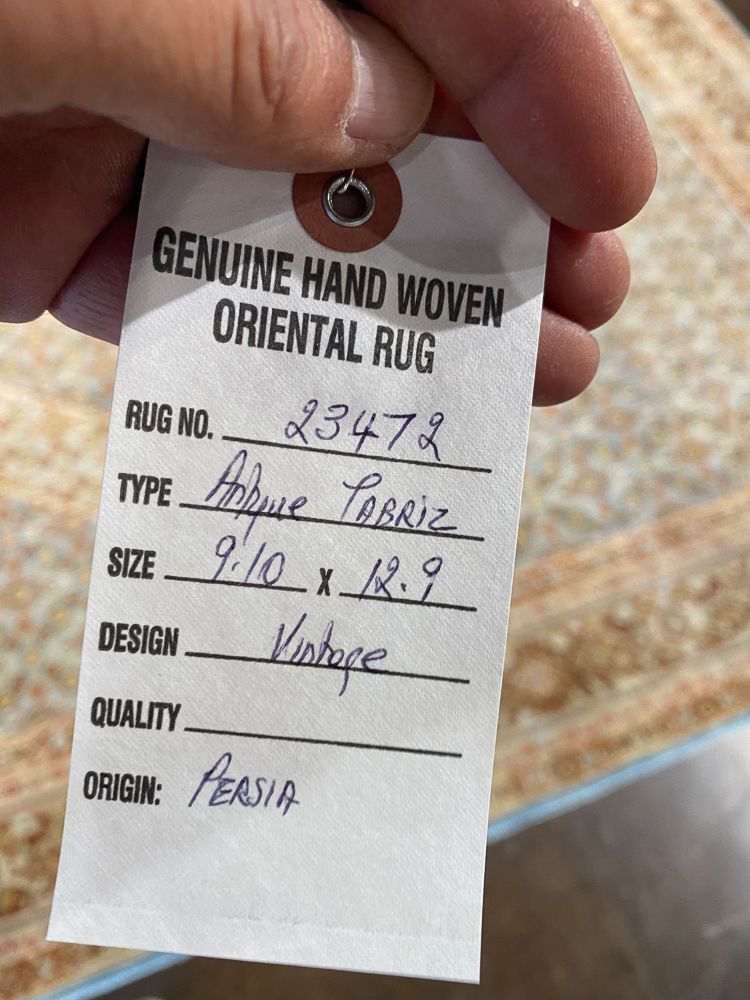 GENUINE HAND WOVEN
ORIENTAL RUG
RUG NO. 23472
TYPE Antique TABRIZ
SIZE 9.10 X 12.9
DESIGN Vintage
QUALITY
ORIGIN: PERSIA